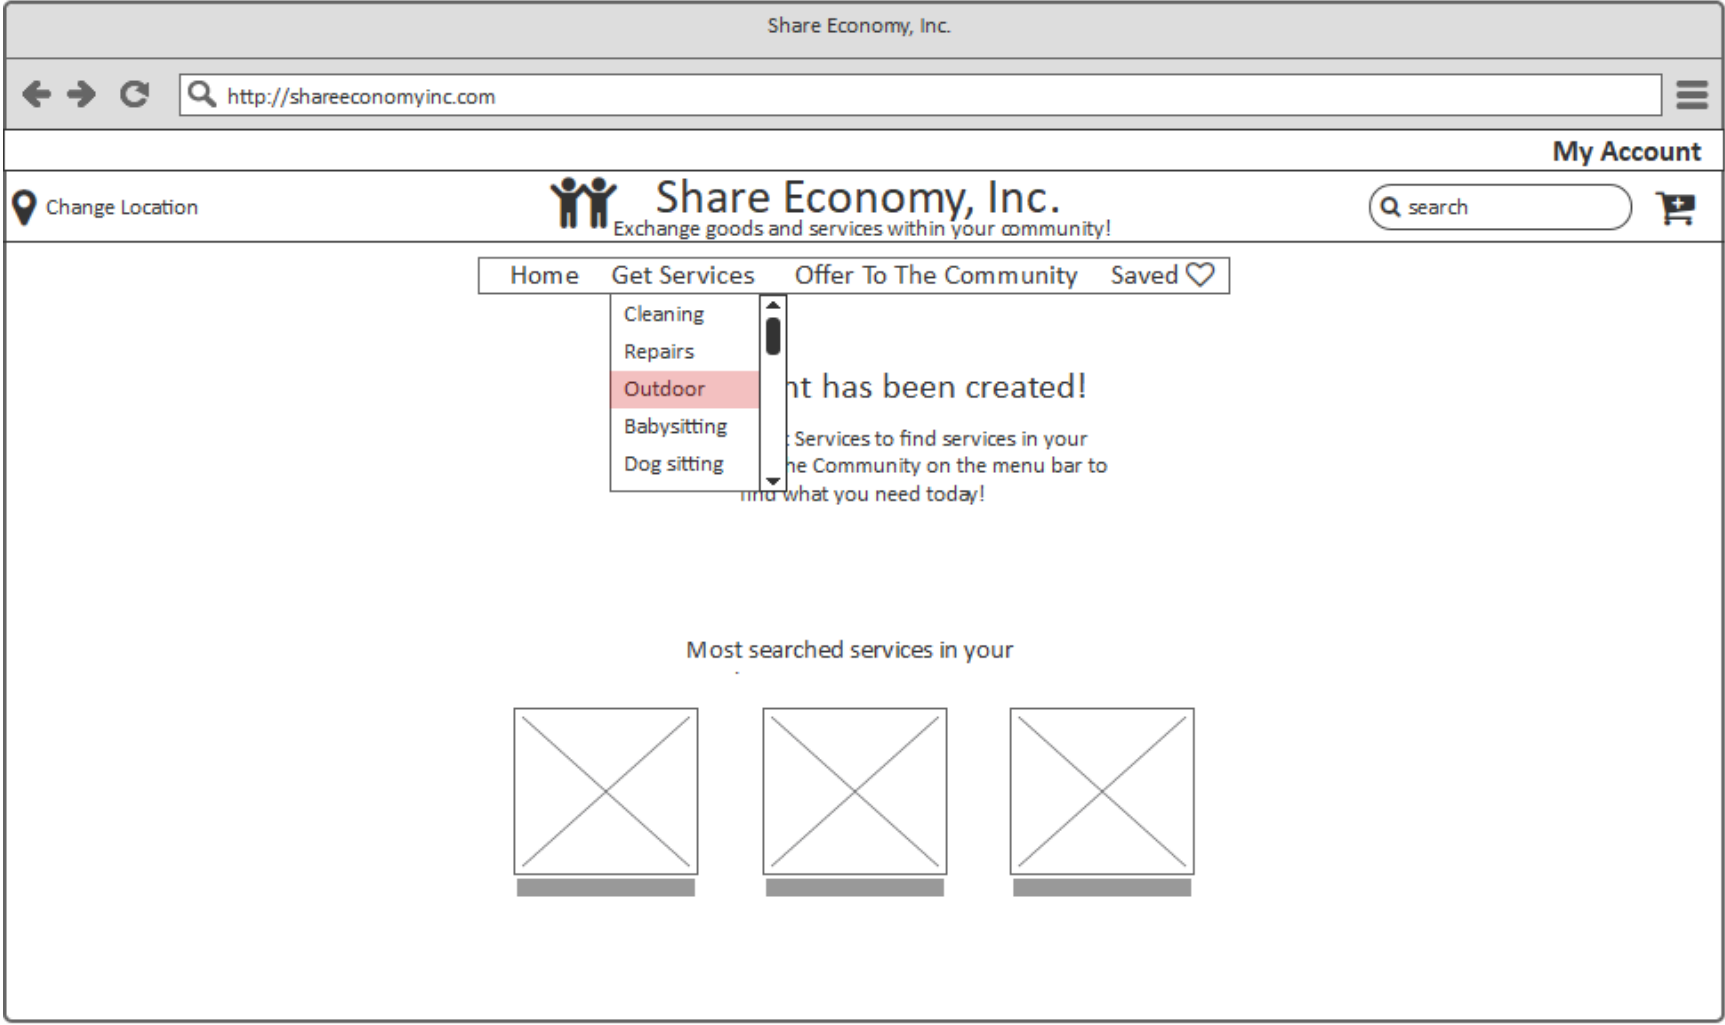 Share Economy, Inc.
http://shareeconomyinc.com
My Account
Change Location
Share Economy, Inc.
Exchange goods and services within your community!
search
Home Get Services Offer To The Community Saved
Cleaning
Repairs
Outdoor
Babysitting
Dog sitting
has been created!
Services to find services in your
Community on the menu bar to
find what you need today!
Most searched services in your